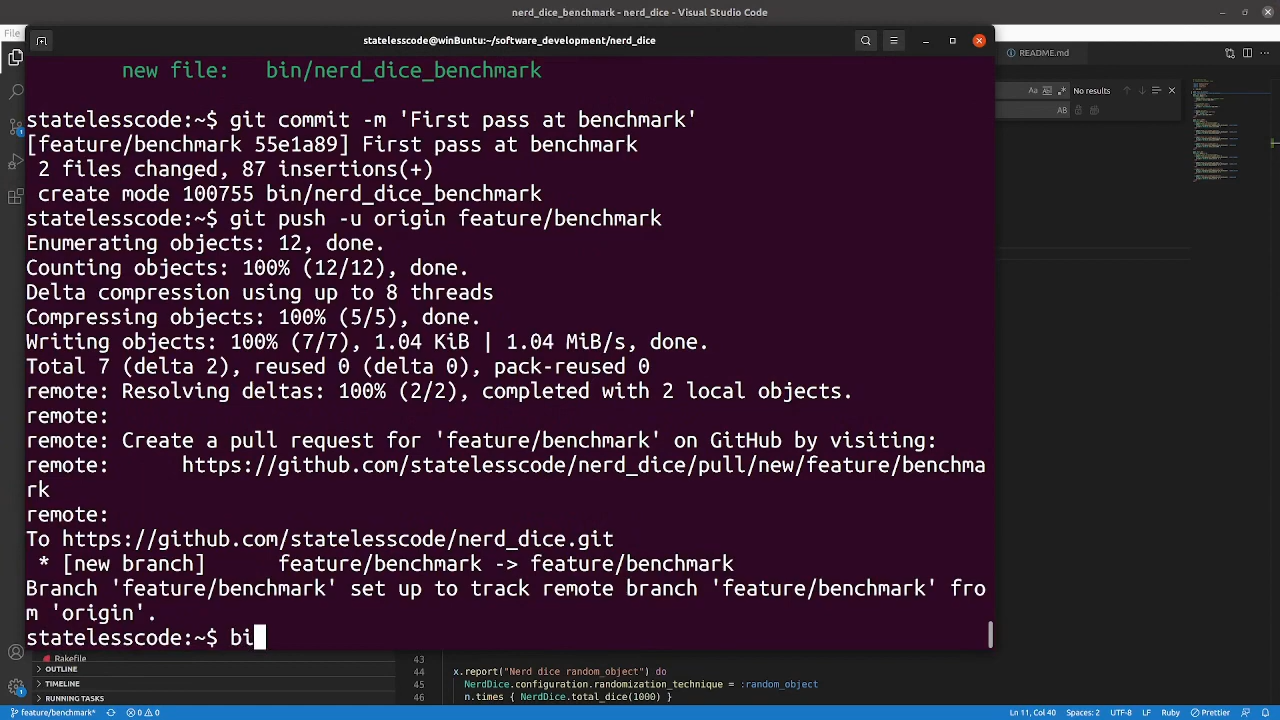 nerd_dice_benchmark - nerd_dice - Visual Studio Code
File
statelesscode@winBuntu:~/software_development/nerd_dice
README.md
Aa
No results
AB
new file:   bin/nerd_dice_benchmark
statelesscode:~$ git commit -m 'First pass at benchmark'
[feature/benchmark 55e1a89] First pass at benchmark
2 files changed, 87 insertions(+)
create mode 100755 bin/nerd_dice_benchmark
statelesscode:~$ git push -u origin feature/benchmark
Enumerating objects: 12, done.
Counting objects: 100% (12/12), done.
Delta compression using up to 8 threads
Compressing objects: 100% (5/5), done.
Writing objects: 100% (7/7), 1.04 KiB | 1.04 MiB/s, done.
Total 7 (delta 2), reused 0 (delta 0), pack-reused 0
remote: Resolving deltas: 100% (2/2), completed with 2 local objects.
remote:
remote: Create a pull request for 'feature/benchmark' on GitHub by visiting:
remote:      https://github.com/statelesscode/nerd_dice/pull/new/feature/benchma
rk
remote:
To https://github.com/statelesscode/nerd_dice.git
* [new branch]      feature/benchmark -> feature/benchmark
Branch 'feature/benchmark' set up to track remote branch 'feature/benchmark' fro
m 'origin'.
statelesscode:~$ bi
Rakefile
OUTLINE
TIMELINE
RUNNING TASKS
43
44 x.report("Nerd dice random_object") do
45 NerdDice.configuration.randomization_technique = :random_object
46 n.times { NerdDice.total_dice(1000) }
1
1
feature/benchmark*
0
0
Ln 11, Col 40
Spaces: 2
UTF-8
LF
Ruby
Prettier